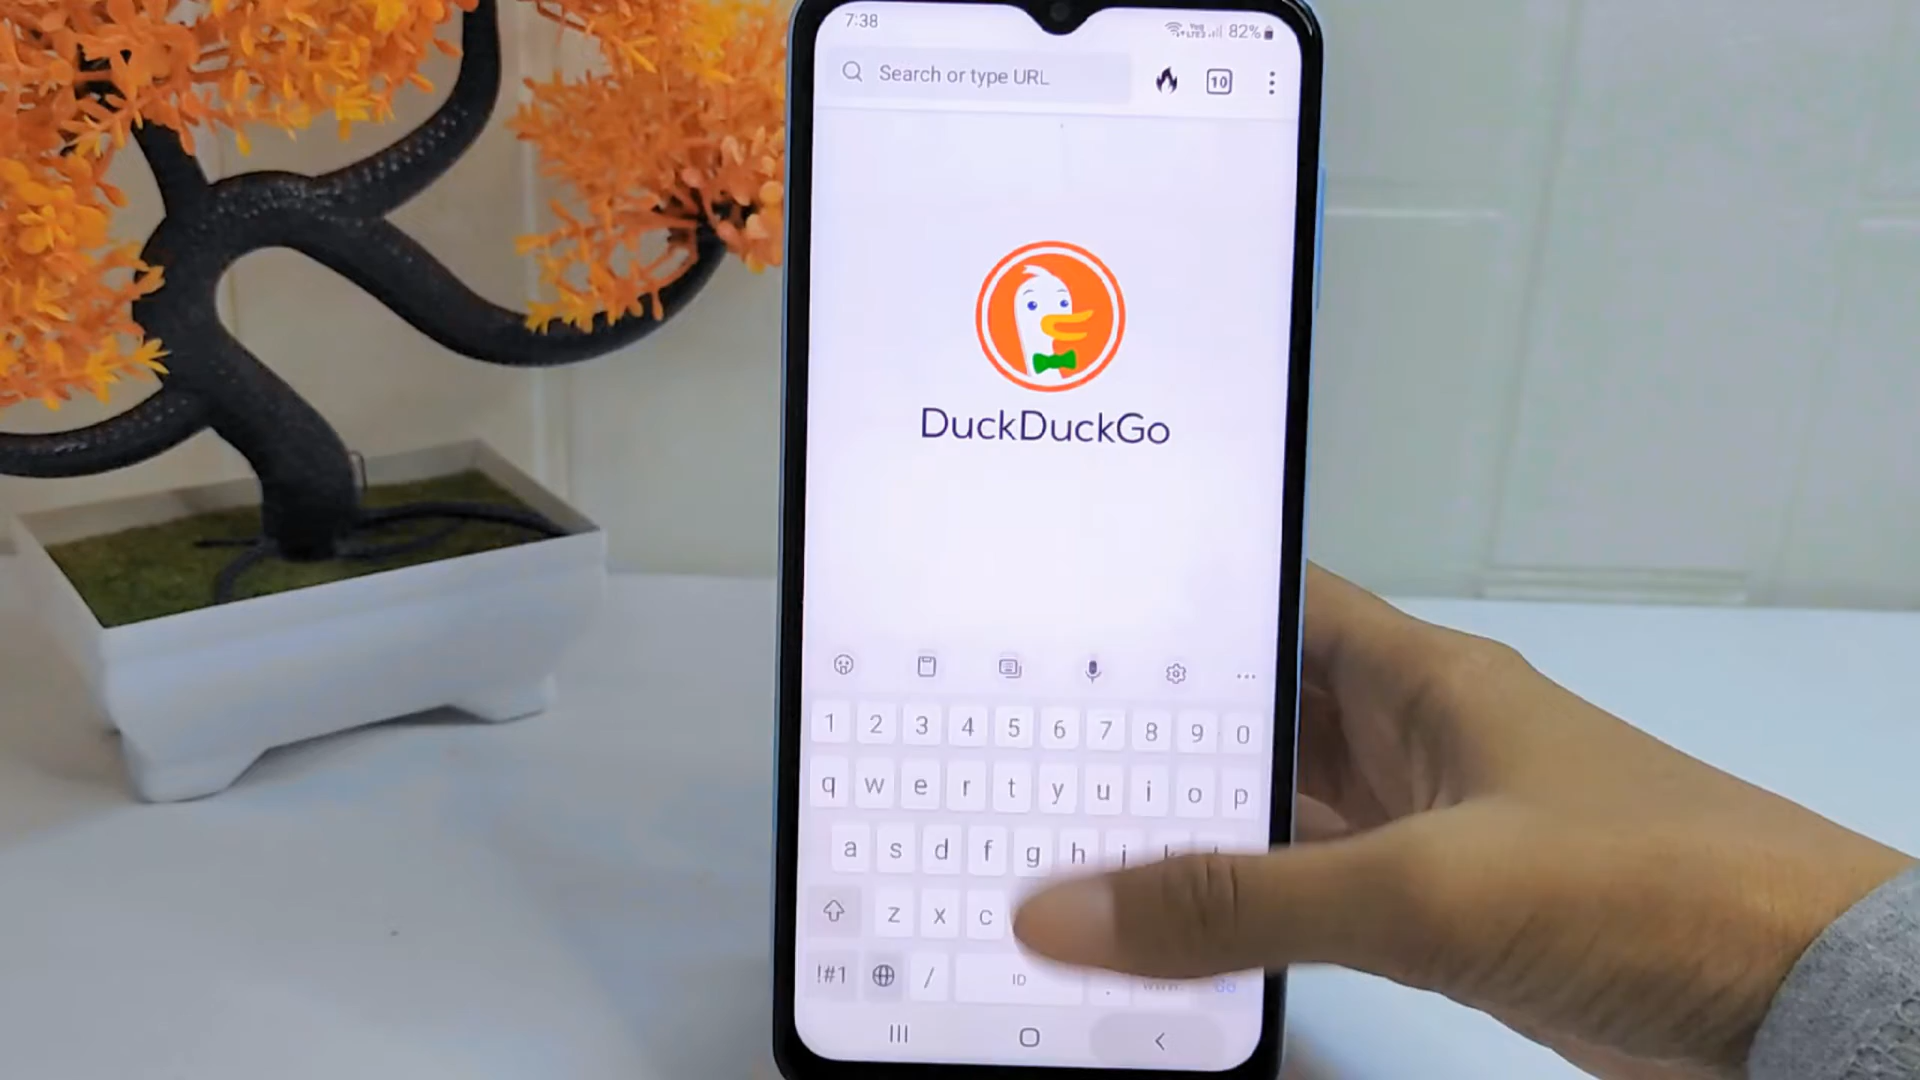 7:38 82%
Search or type URL 10
DuckDuckGo
1 2 3 4 5 6 7 8 9 0
q w e r t y u i o p
a s d f g h j
z x c
!#1 / ID . www. Go